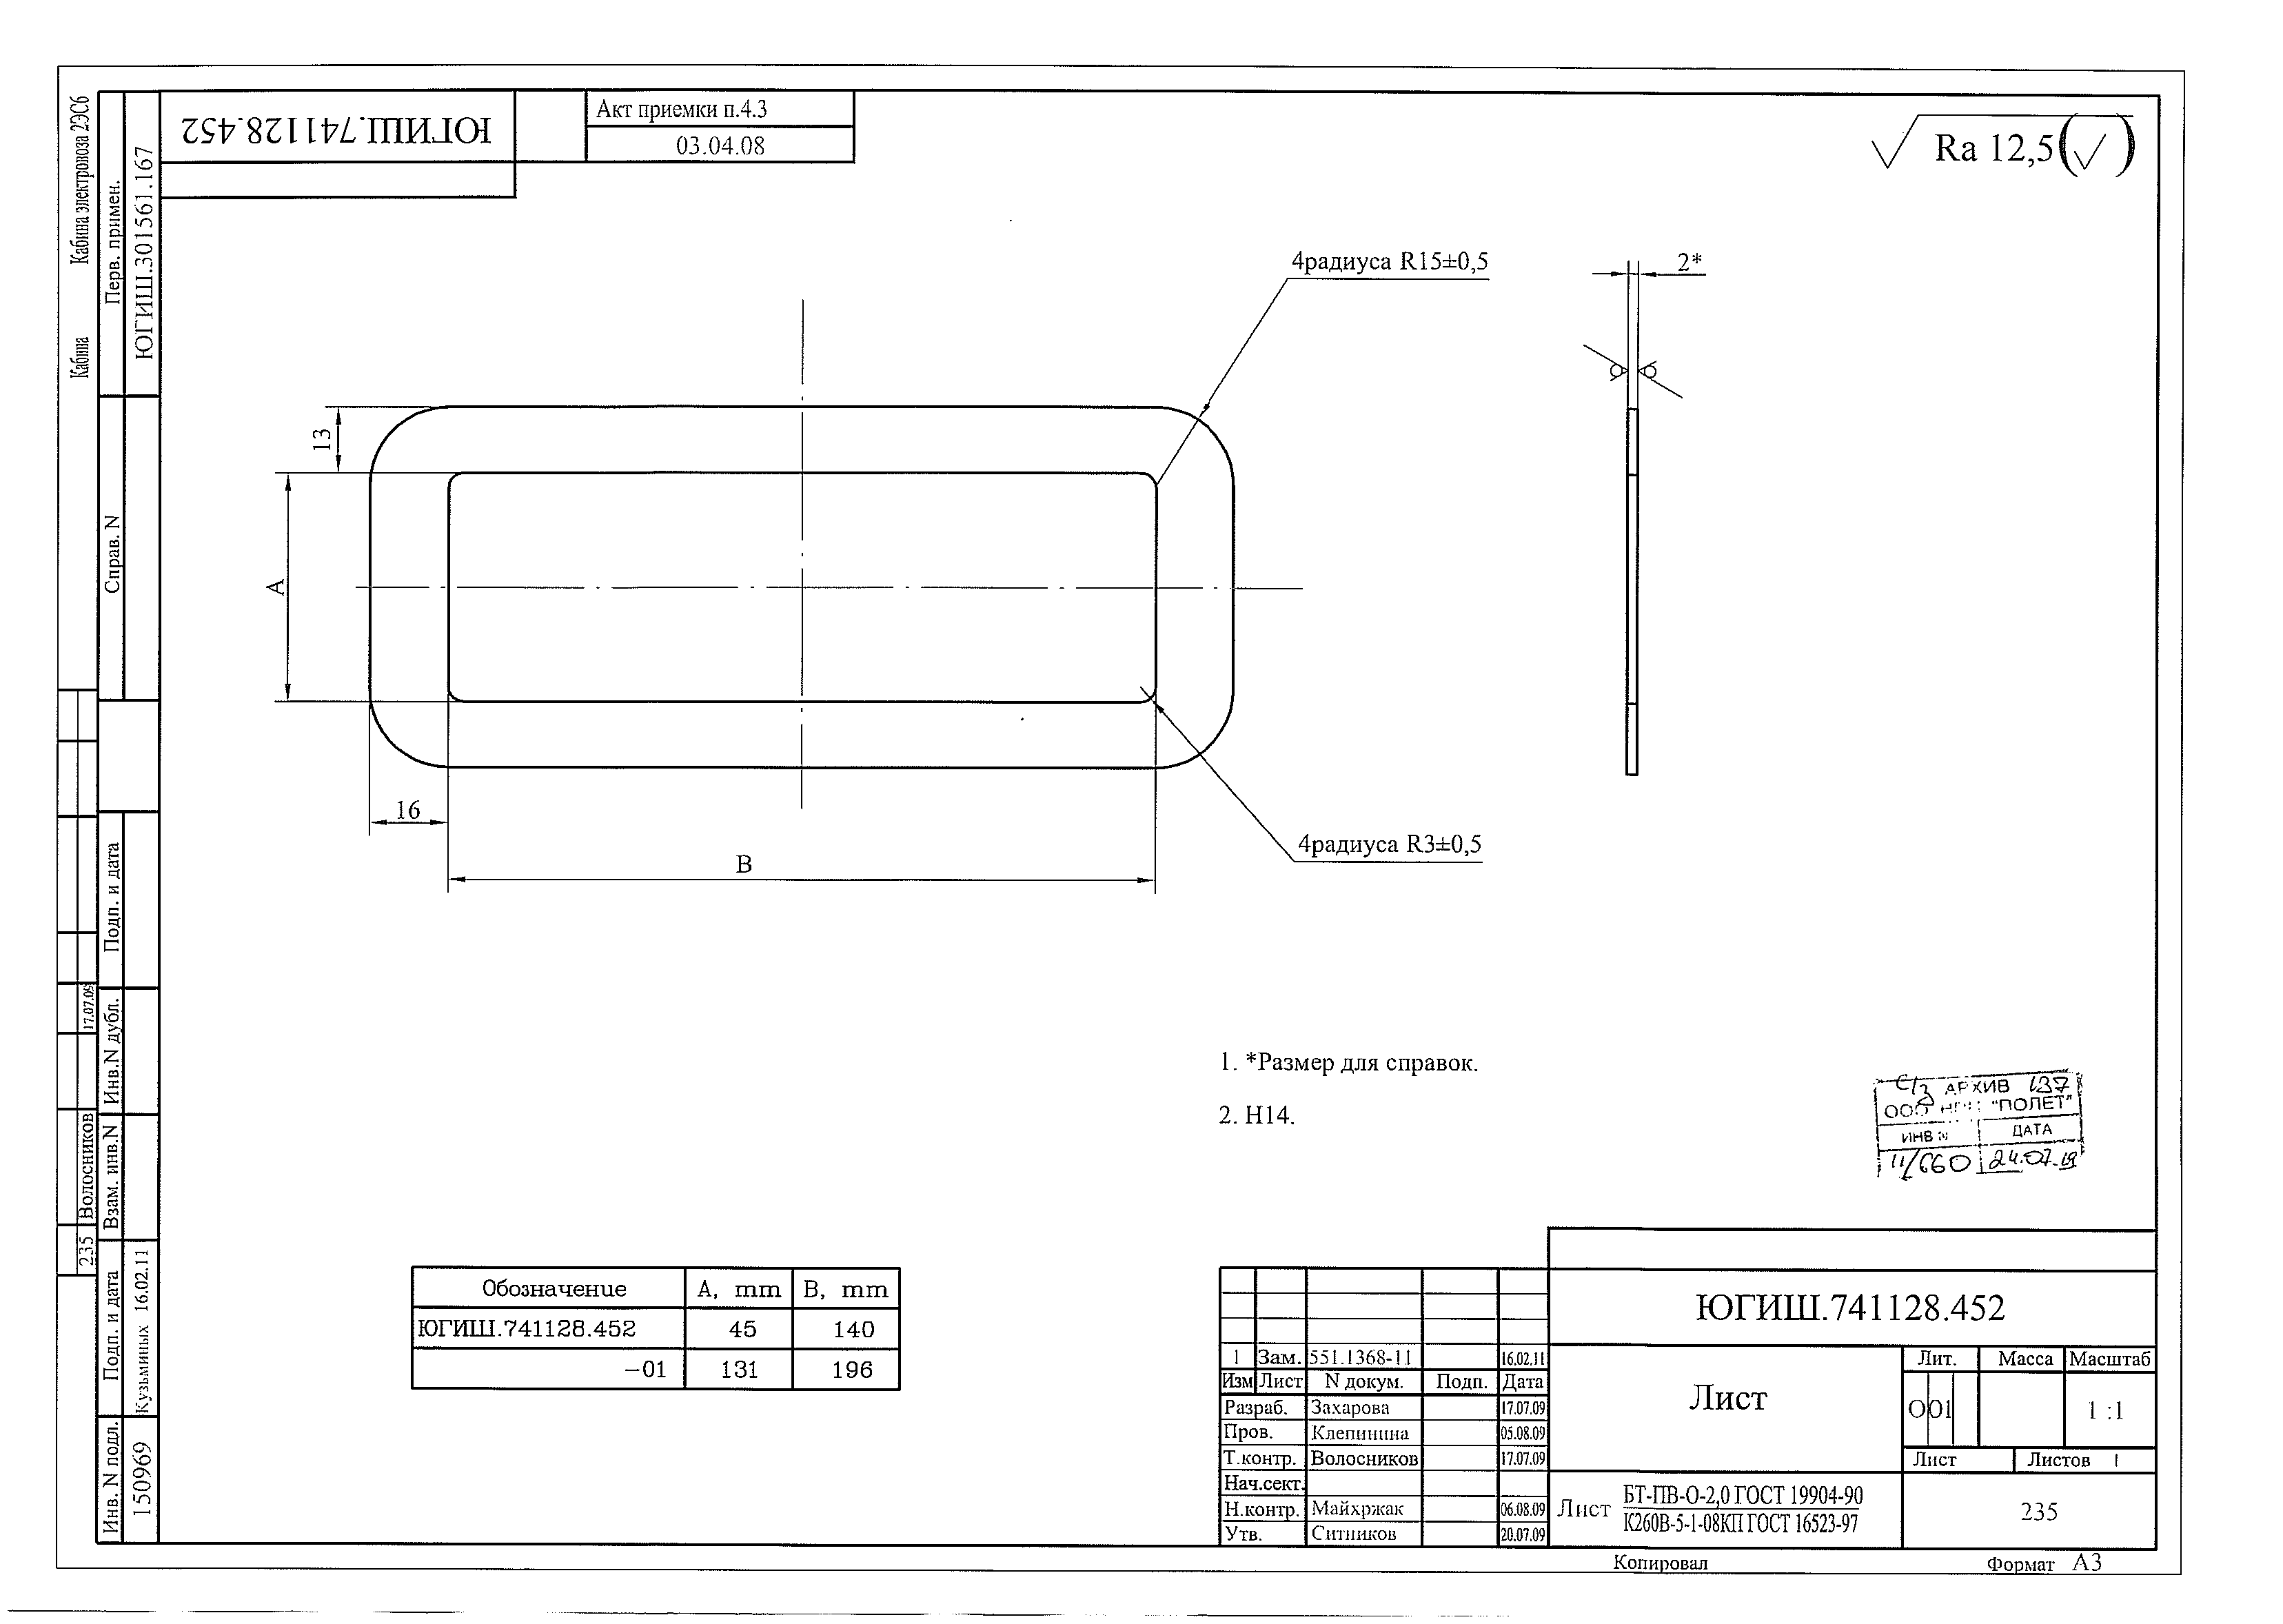 ЮГИШ.741128.452
Акт приемки п.4.3
03.04.08
Ra 12,5
Кабина электровоза 2ЭС6
Кабина
Перв. примен.
ЮГИШ.301561.167
Справ. N
Подп. и дата
Инв.N дубл.
Взам. инв.N
Подп. и дата
Инв. N подл.
17.07.09
Волосников
235
Кузьминых 16.02.11
150969
4радиуса R15±0,5
2*
13
A
16
B
4радиуса R3±0,5
1. *Размер для справок.
2. H14.
АРХИВ 137
ООО "ПОЛЕТ"
ИНВ N ДАТА
11/660 24.07.19
Обозначение A, mm B, mm
ЮГИШ.741128.452 45 140
-01 131 196
ЮГИШ.741128.452
1 Зам. 551.1368-11 16.02.11
Изм Лист N докум. Подп. Дата
Разраб. Захарова 17.07.09
Пров. Клепинина 05.08.09
Т.контр. Волосников 17.07.09
Нач.сект.
Н.контр. Майхржак 06.08.09
Утв. Ситников 20.07.09
Лист
Лит. Масса Масштаб
О 01 1 :1
Лист Листов 1
Лист БТ-ПВ-О-2,0 ГОСТ 19904-90
К260В-5-1-08КП ГОСТ 16523-97
235
Копировал Формат А3